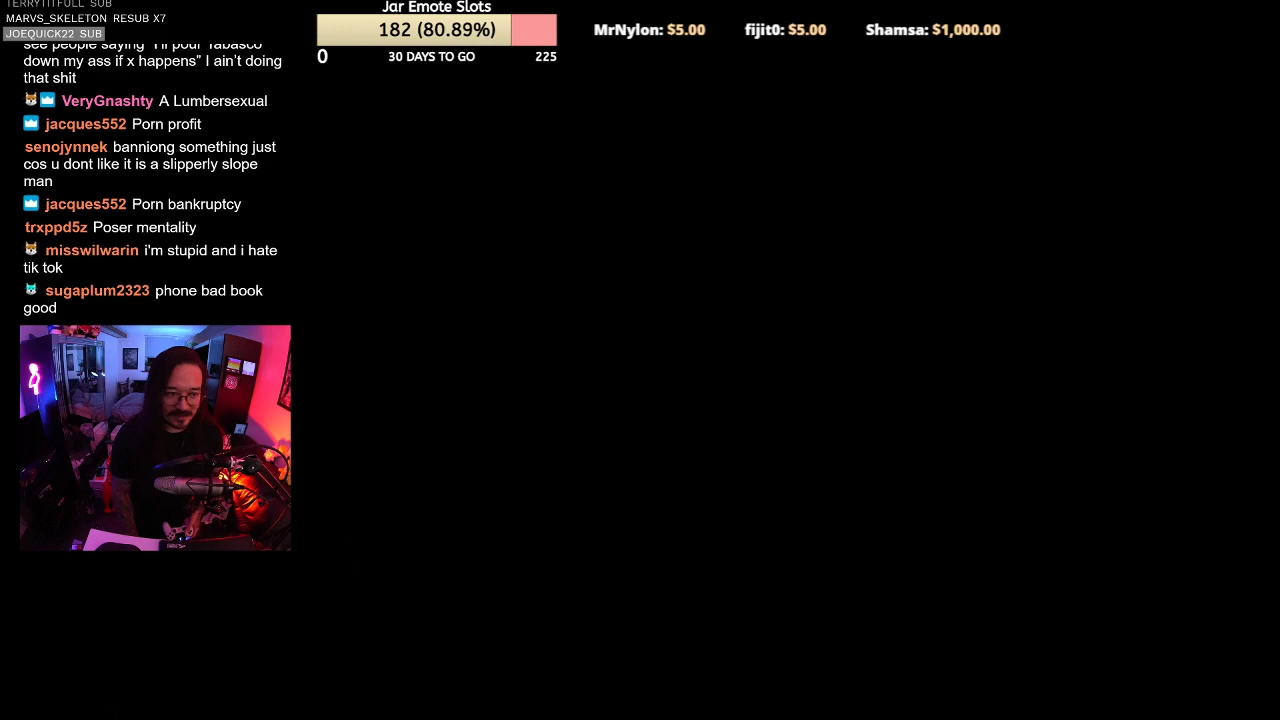 TERRYTITFULL SUB
MARVS_SKELETON RESUB X7
JOEQUICK22 SUB
see people saying "I'll pour Tabasco
down my ass if x happens" I ain't doing
that shit
VeryGnashty A Lumbersexual
jacques552 Porn profit
senojynnek banniong something just
cos u dont like it is a slipperly slope
man
jacques552 Porn bankruptcy
trxppd5z Poser mentality
misswilwarin i'm stupid and i hate
tik tok
sugaplum2323 phone bad book
good
Jar Emote Slots
182 (80.89%)
0 30 DAYS TO GO 225
MrNylon: $5.00 fijit0: $5.00 Shamsa: $1,000.00